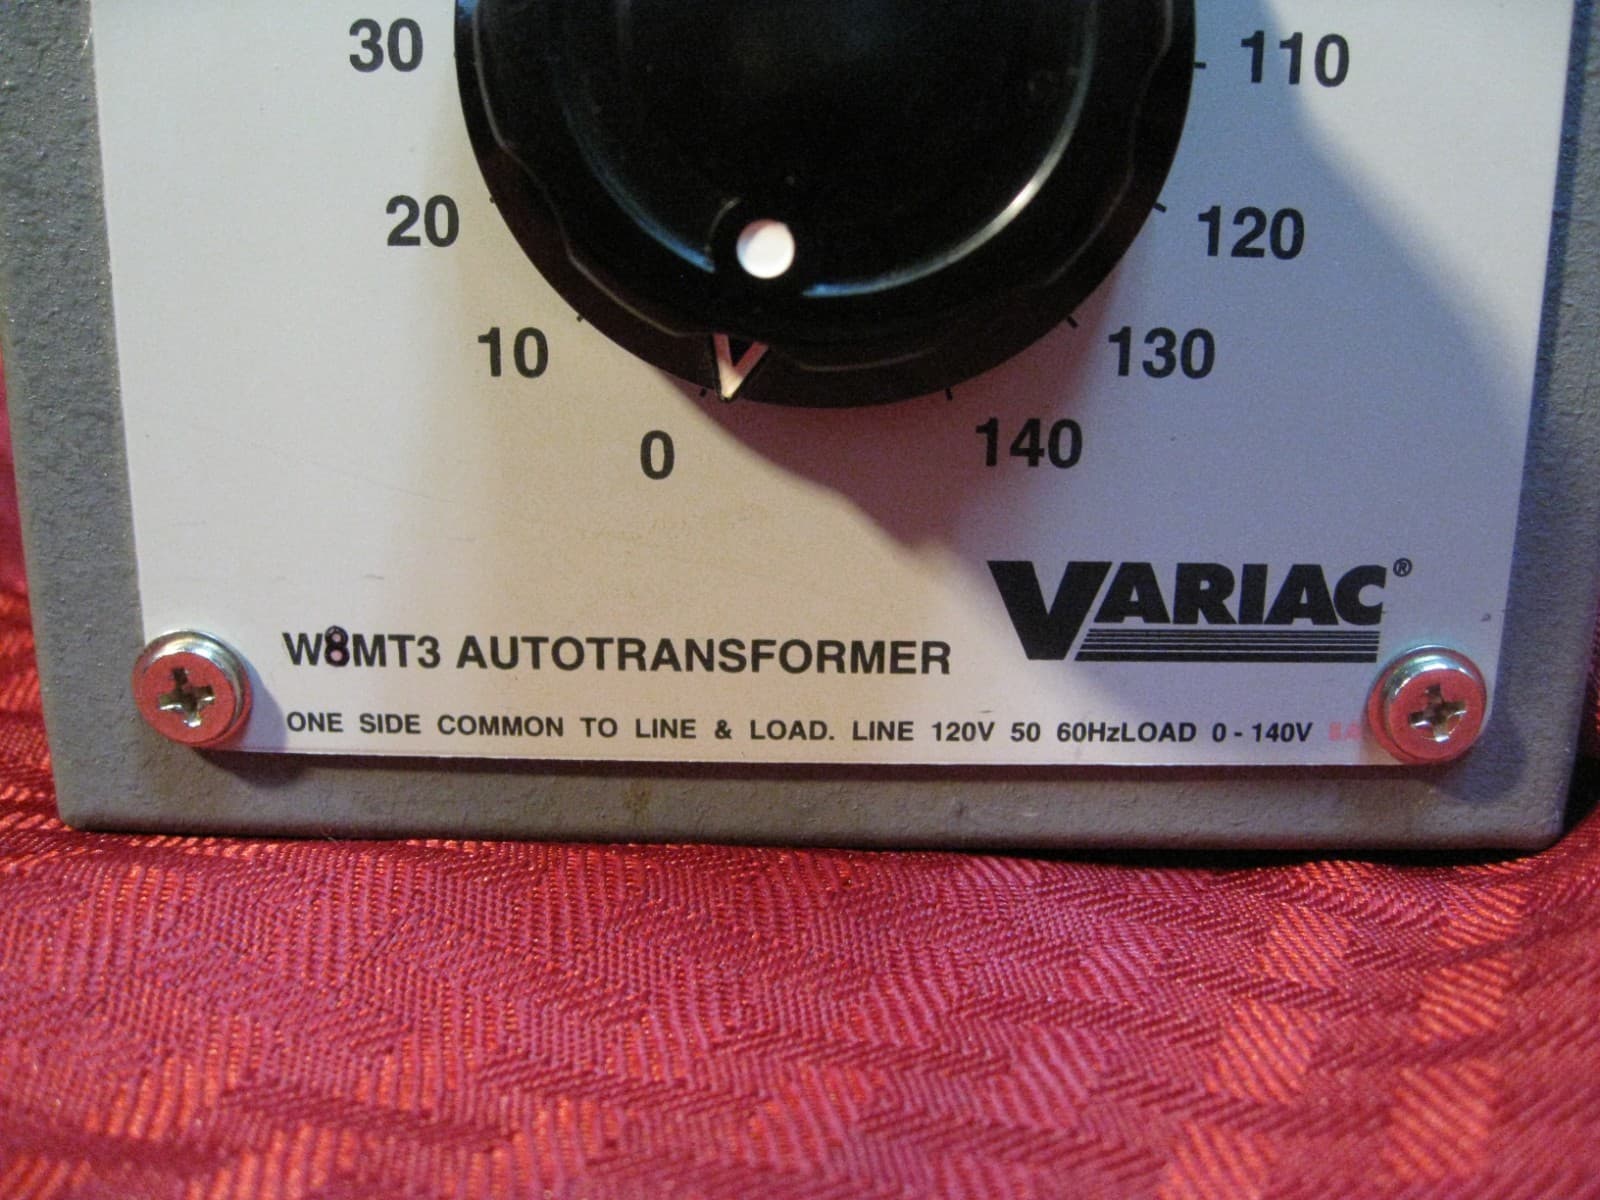 30 110
20 120
10 130
0 140
VARIAC®
W8MT3 AUTOTRANSFORMER
ONE SIDE COMMON TO LINE & LOAD. LINE 120V 50 60HzLOAD 0-140V